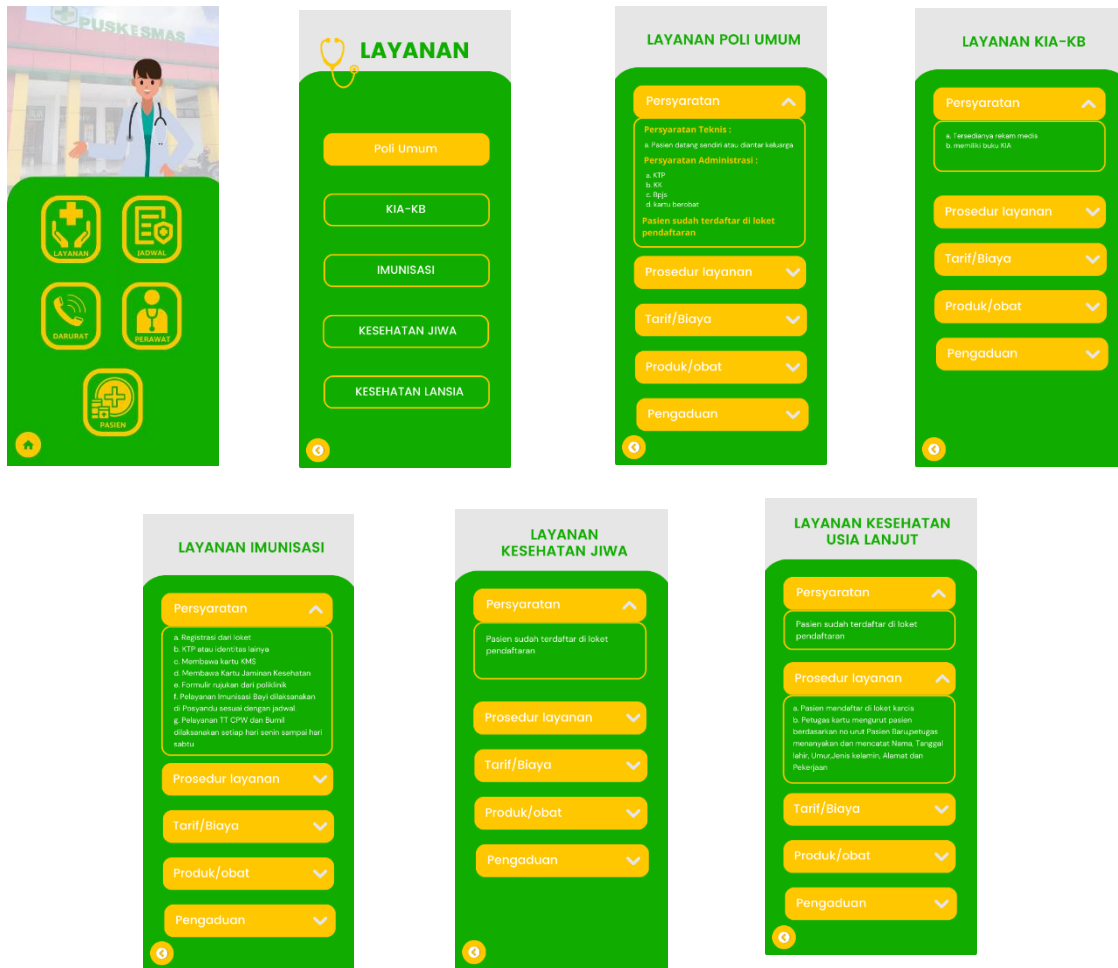 PUSKESMAS
LAYANAN
JADWAL
DARURAT
PERAWAT
PASIEN
LAYANAN
Poli Umum
KIA-KB
IMUNISASI
KESEHATAN JIWA
KESEHATAN LANSIA
LAYANAN POLI UMUM
Persyaratan
Persyaratan Teknis :
a. Pasien datang sendiri atau diantar keluarga
Persyaratan Administrasi :
a. KTP
b. KK
c. Bpjs
d. kartu berobat
Pasien sudah terdaftar di loket
pendaftaran
Prosedur layanan
Tarif/Biaya
Produk/obat
Pengaduan
LAYANAN KIA-KB
Persyaratan
a. Tersedianya rekam medis
b. memiliki buku KIA
Prosedur layanan
Tarif/Biaya
Produk/obat
Pengaduan
LAYANAN IMUNISASI
Persyaratan
a. Registrasi dari loket
b. KTP atau identitas lainya
c. Membawa kartu KMS
d. Membawa Kartu Jaminan Kesehatan
e. Formulir rujukan dari poliklinik
f. Pelayanan Imunisasi Bayi dilaksanakan
di Posyandu sesuai dengan jadwal.
g. Pelayanan TT CPW dan Bumil
dilaksanakan setiap hari senin sampai hari
sabtu
Prosedur layanan
Tarif/Biaya
Produk/obat
Pengaduan
LAYANAN
KESEHATAN JIWA
Persyaratan
Pasien sudah terdaftar di loket
pendaftaran
Prosedur layanan
Tarif/Biaya
Produk/obat
Pengaduan
LAYANAN KESEHATAN
USIA LANJUT
Persyaratan
Pasien sudah terdaftar di loket
pendaftaran
Prosedur layanan
a. Pasien mendaftar di loket karcis
b. Petugas kartu mengurut pasien
berdasarkan no urut Pasien Baru,petugas
menanyakan dan mencatat Nama, Tanggal
lahir, Umur,Jenis kelamin, Alamat dan
Pekerjaan
Tarif/Biaya
Produk/obat
Pengaduan